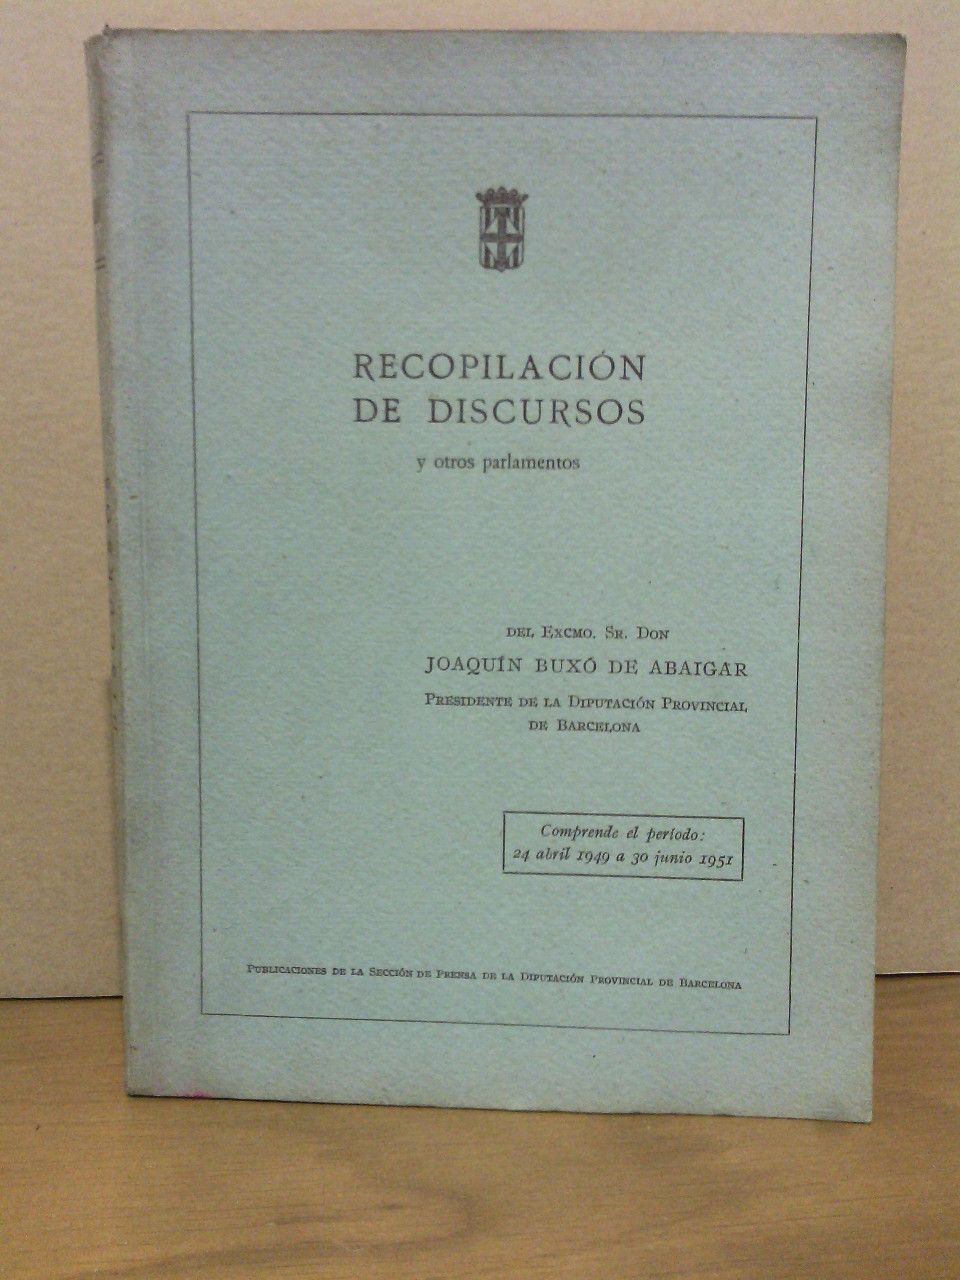 RECOPILACIÓN
DE DISCURSOS
y otros parlamentos
DEL EXCMO. SR. DON
JOAQUÍN BUXÓ DE ABAIGAR
PRESIDENTE DE LA DIPUTACIÓN PROVINCIAL
DE BARCELONA
Comprende el período:
24 abril 1949 a 30 junio 1951
PUBLICACIONES DE LA SECCIÓN DE PRENSA DE LA DIPUTACIÓN PROVINCIAL DE BARCELONA